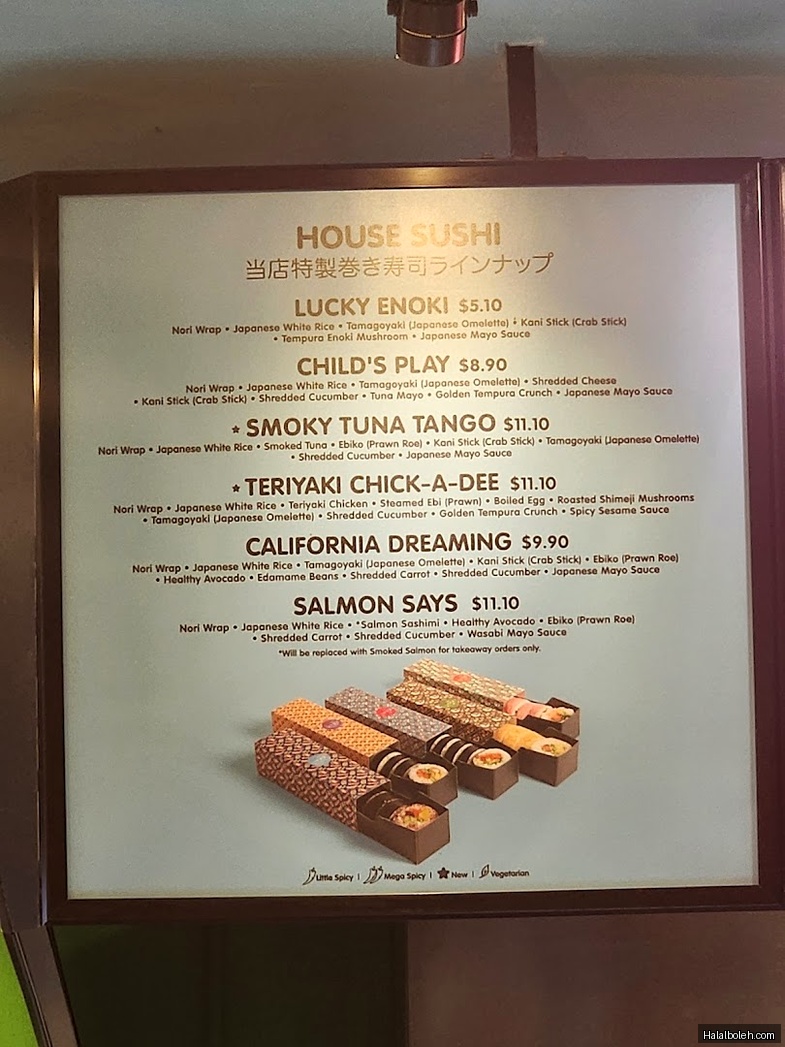 HOUSE SUSHI
当店特製巻き寿司ラインナップ
LUCKY ENOKI $5.10
Nori Wrap • Japanese White Rice • Tamagoyaki (Japanese Omelette) • Kani Stick (Crab Stick)
• Tempura Enoki Mushroom • Japanese Mayo Sauce
CHILD'S PLAY $8.90
Nori Wrap • Japanese White Rice • Tamagoyaki (Japanese Omelette) • Shredded Cheese
• Kani Stick (Crab Stick) • Shredded Cucumber • Tuna Mayo • Golden Tempura Crunch • Japanese Mayo Sauce
★ SMOKY TUNA TANGO $11.10
Nori Wrap • Japanese White Rice • Smoked Tuna • Ebiko (Prawn Roe) • Kani Stick (Crab Stick) • Tamagoyaki (Japanese Omelette)
• Shredded Cucumber • Japanese Mayo Sauce
★ TERIYAKI CHICK-A-DEE $11.10
Nori Wrap • Japanese White Rice • Teriyaki Chicken • Steamed Ebi (Prawn) • Boiled Egg • Roasted Shimeji Mushrooms
• Tamagoyaki (Japanese Omelette) • Shredded Cucumber • Golden Tempura Crunch • Spicy Sesame Sauce
CALIFORNIA DREAMING $9.90
Nori Wrap • Japanese White Rice • Tamagoyaki (Japanese Omelette) • Kani Stick (Crab Stick) • Ebiko (Prawn Roe)
• Healthy Avocado • Edamame Beans • Shredded Carrot • Shredded Cucumber • Japanese Mayo Sauce
SALMON SAYS $11.10
Nori Wrap • Japanese White Rice • *Salmon Sashimi • Healthy Avocado • Ebiko (Prawn Roe)
• Shredded Carrot • Shredded Cucumber • Wasabi Mayo Sauce
*Will be replaced with Smoked Salmon for takeaway orders only.
Little Spicy | Mega Spicy | ★ New | Vegetarian
Halalboleh.com